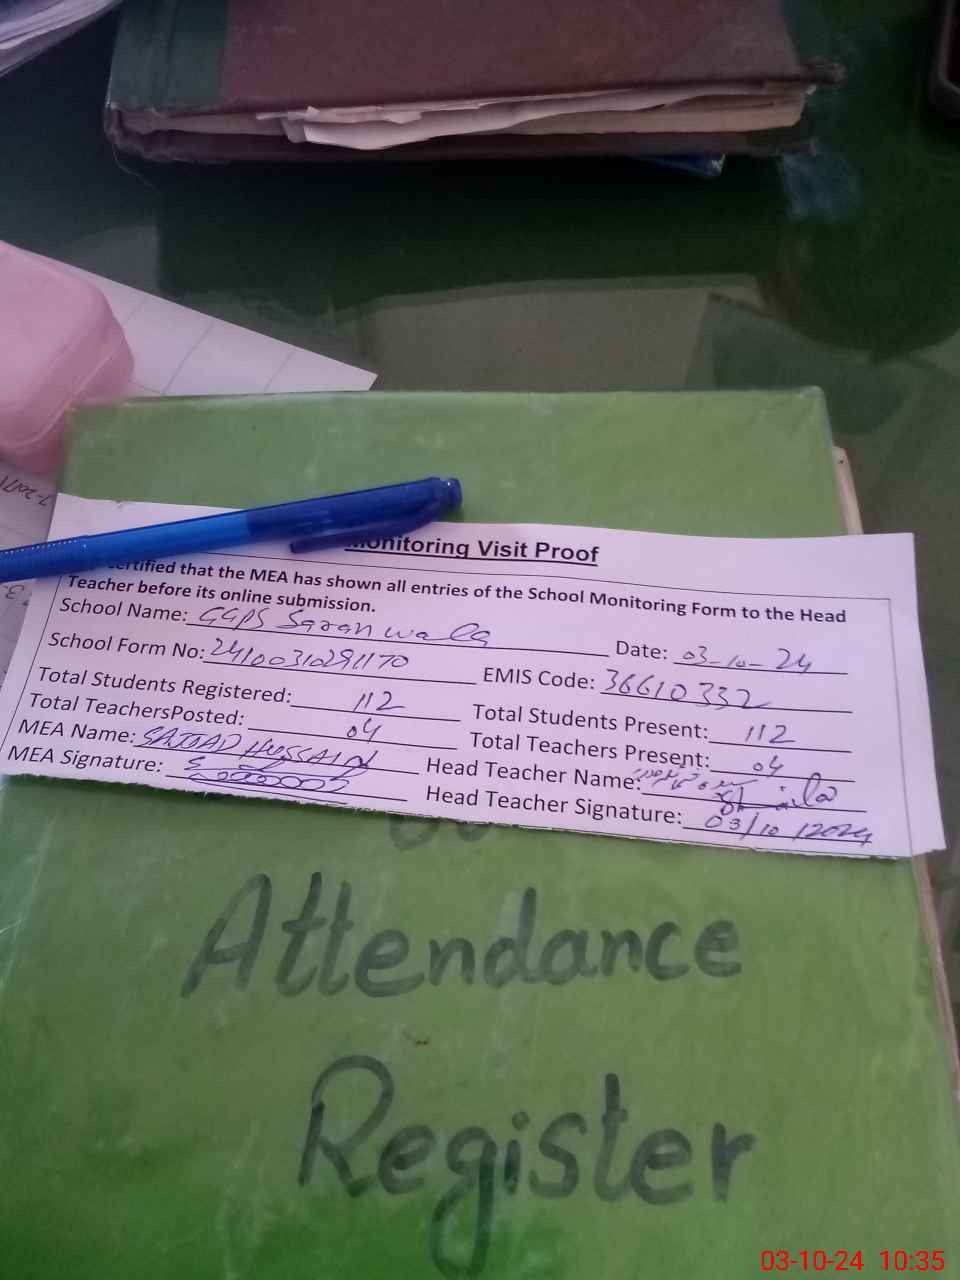 Monitoring Visit Proof
certified that the MEA has shown all entries of the School Monitoring Form to the Head
Teacher before its online submission.
School Name: GGPS Saran wala Date: 03-10-24
School Form No: 24100310291170 EMIS Code: 36610332
Total Students Registered: 112 Total Students Present: 112
Total TeachersPosted: 04 Total Teachers Present: 04
MEA Name: SAJJAD HUSSAIN Head Teacher Name:
MEA Signature: Head Teacher Signature: 03/10/2024
Attendance
Register
03-10-24 10:35